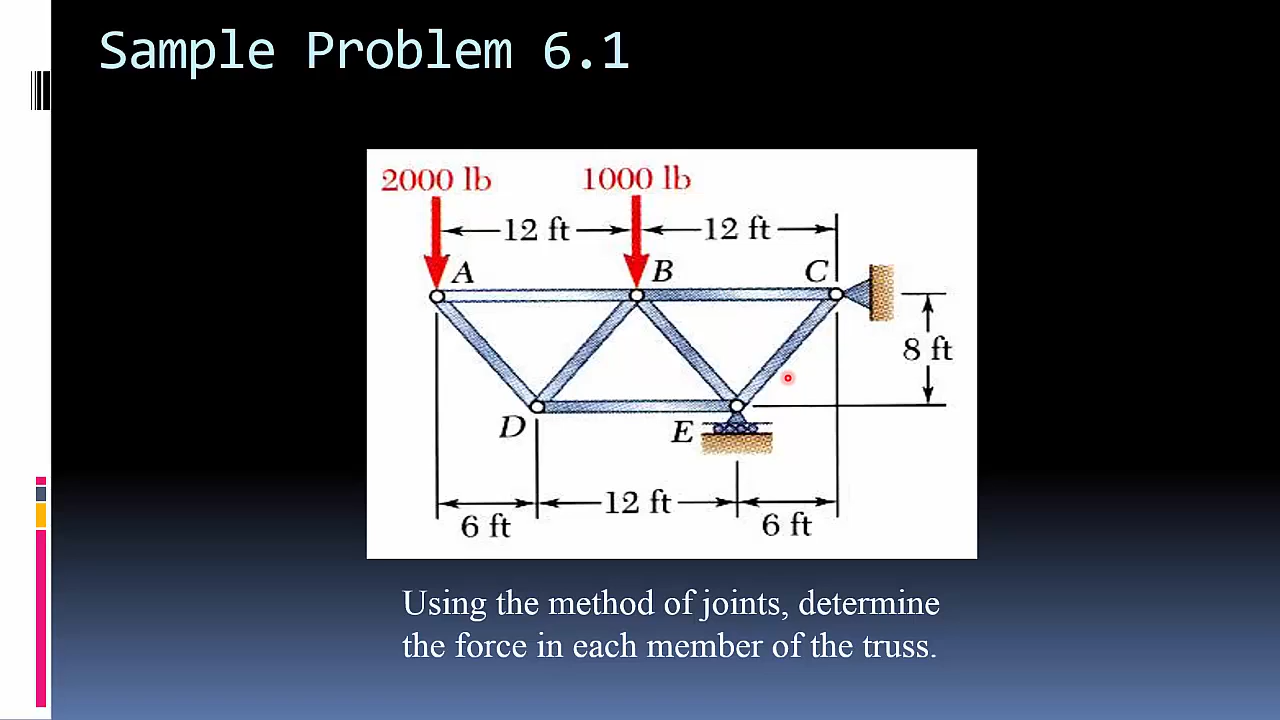 Sample Problem 6.1
2000 lb
1000 lb
12 ft
12 ft
A
B
C
8 ft
D
E
12 ft
6 ft
6 ft
Using the method of joints, determine
the force in each member of the truss.